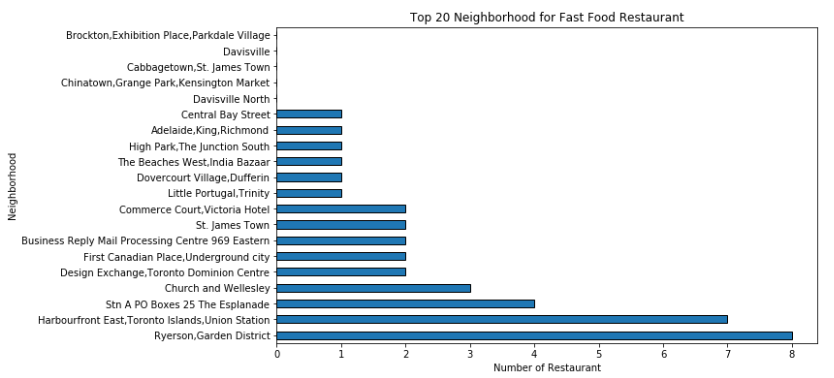 Top 20 Neighborhood for Fast Food Restaurant
Brockton,Exhibition Place,Parkdale Village
Davisville
Cabbagetown,St. James Town
Chinatown,Grange Park,Kensington Market
Davisville North
Central Bay Street
Adelaide,King,Richmond
High Park,The Junction South
The Beaches West,India Bazaar
Dovercourt Village,Dufferin
Little Portugal,Trinity
Commerce Court,Victoria Hotel
St. James Town
Business Reply Mail Processing Centre 969 Eastern
First Canadian Place,Underground city
Design Exchange,Toronto Dominion Centre
Church and Wellesley
Stn A PO Boxes 25 The Esplanade
Harbourfront East,Toronto Islands,Union Station
Ryerson,Garden District
Neighborhood
0 1 2 3 4 5 6 7 8
Number of Restaurant